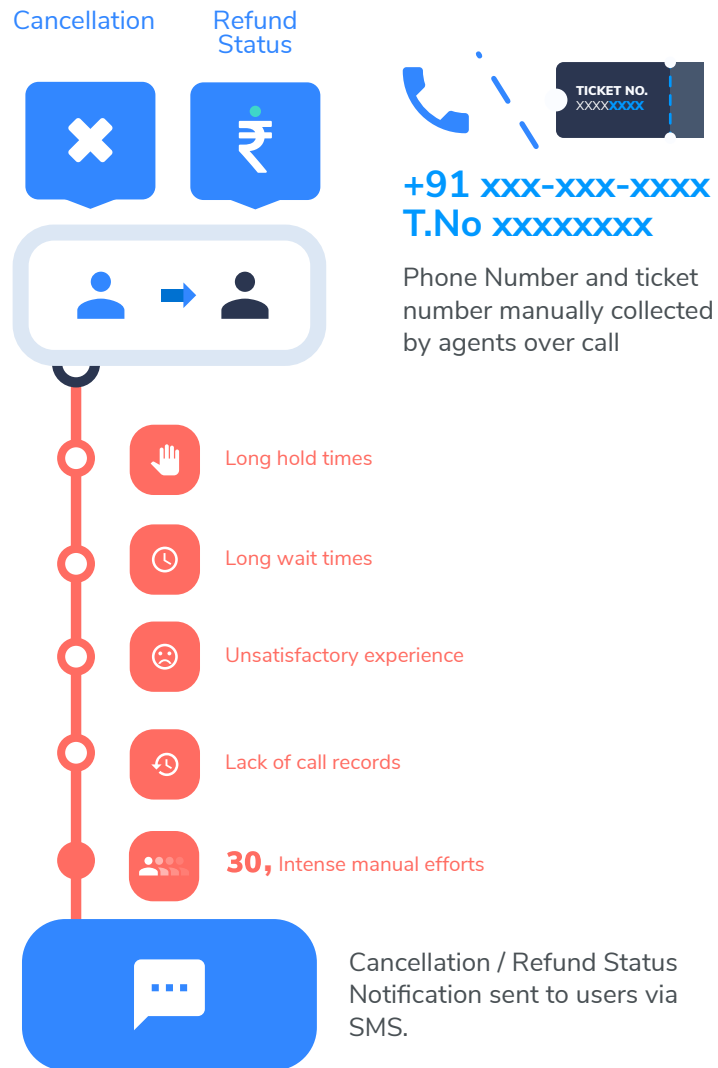 Cancellation
Refund
Status
TICKET NO.
XXXXXXXX
+91 xxx-xxx-xxxx
T.No xxxxxxxx
Phone Number and ticket
number manually collected
by agents over call
Long hold times
Long wait times
Unsatisfactory experience
Lack of call records
30, Intense manual efforts
Cancellation / Refund Status
Notification sent to users via
SMS.